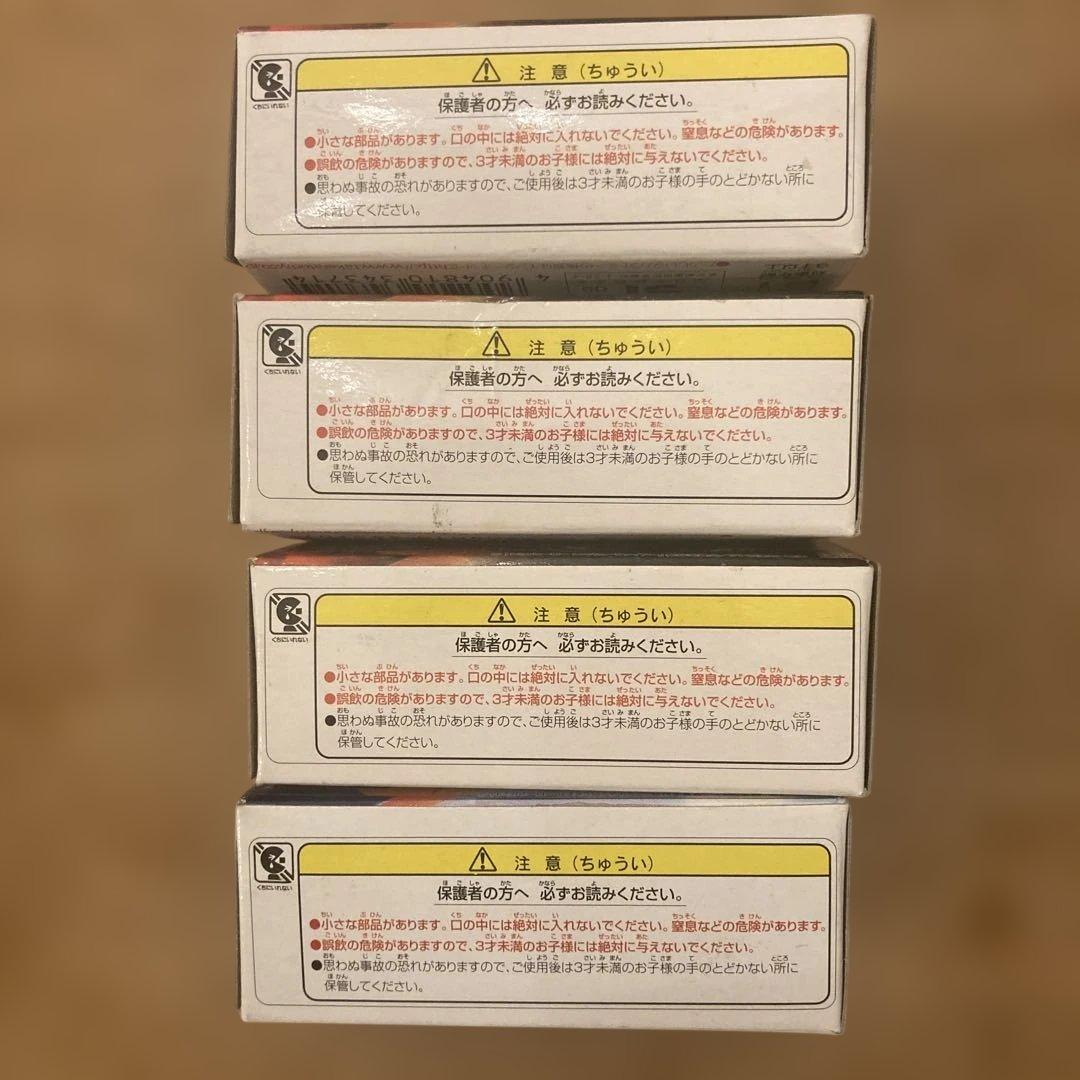 注意(ちゅうい)
保護者の方へ 必ずお読みください。
●小さな部品があります。口の中には絶対に入れないでください。窒息などの危険があります。
●誤飲の危険がありますので、3才未満のお子様には絶対に与えないでください。
●思わぬ事故の恐れがありますので、ご使用後は3才未満のお子様の手のとどかない所に
保管してください。
くちにいれない
4 904810 343714
注意(ちゅうい)
保護者の方へ 必ずお読みください。
●小さな部品があります。口の中には絶対に入れないでください。窒息などの危険があります。
●誤飲の危険がありますので、3才未満のお子様には絶対に与えないでください。
●思わぬ事故の恐れがありますので、ご使用後は3才未満のお子様の手のとどかない所に
保管してください。
くちにいれない
注意(ちゅうい)
保護者の方へ 必ずお読みください。
●小さな部品があります。口の中には絶対に入れないでください。窒息などの危険があります。
●誤飲の危険がありますので、3才未満のお子様には絶対に与えないでください。
●思わぬ事故の恐れがありますので、ご使用後は3才未満のお子様の手のとどかない所に
保管してください。
くちにいれない
注意(ちゅうい)
保護者の方へ 必ずお読みください。
●小さな部品があります。口の中には絶対に入れないでください。窒息などの危険があります。
●誤飲の危険がありますので、3才未満のお子様には絶対に与えないでください。
●思わぬ事故の恐れがありますので、ご使用後は3才未満のお子様の手のとどかない所に
保管してください。
くちにいれない